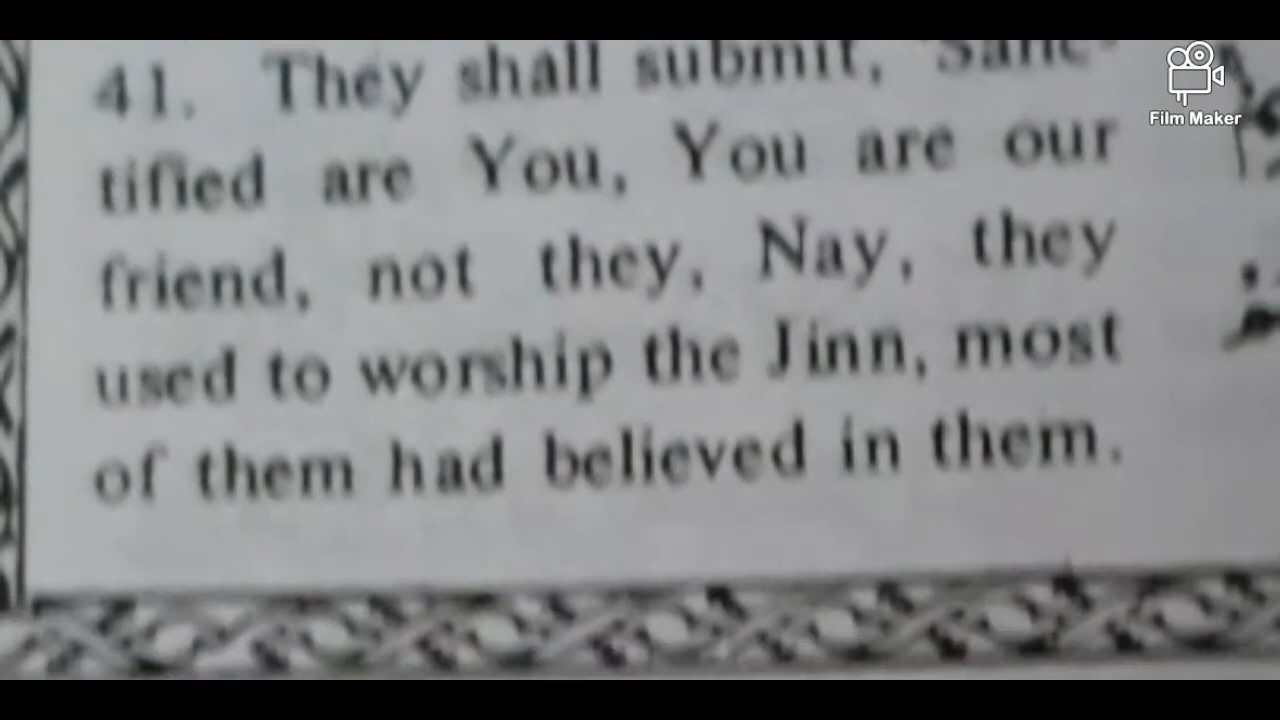 41. They shall submit, 'Sanc-
tified are You, You are our
friend, not they, Nay, they
used to worship the Jinn, most
of them had believed in them.
Film Maker